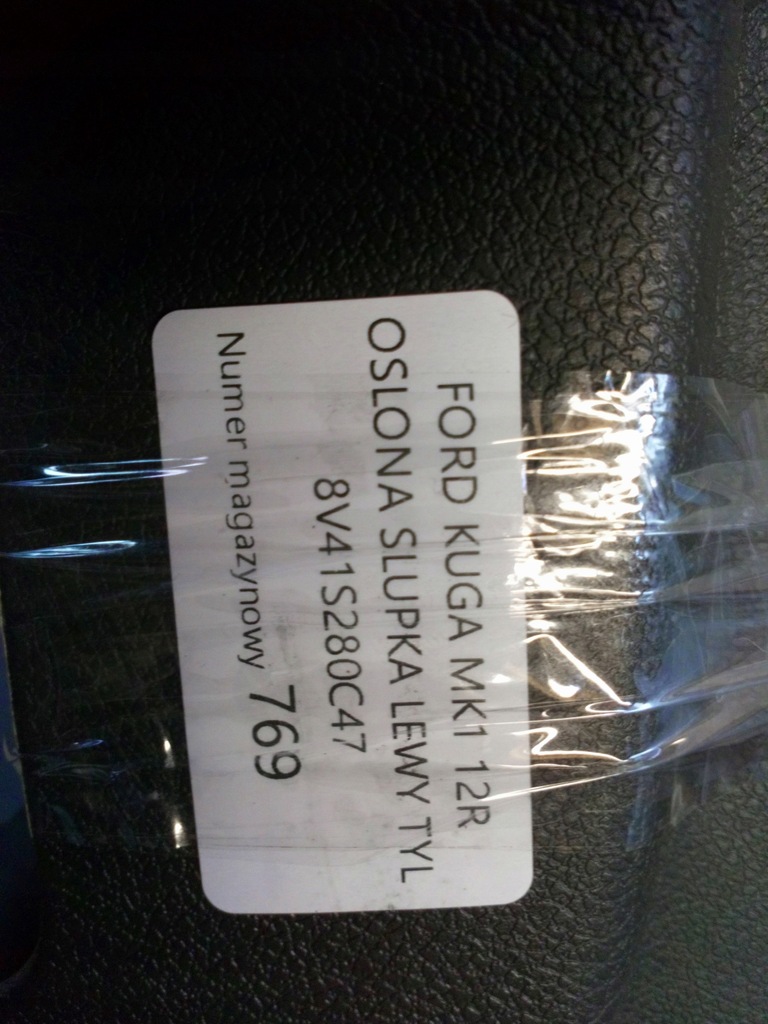 FORD KUGA MK1 12R
OSLONA SLUPKA LEWY TYL
8V41S280C47
Numer magazynowy 769